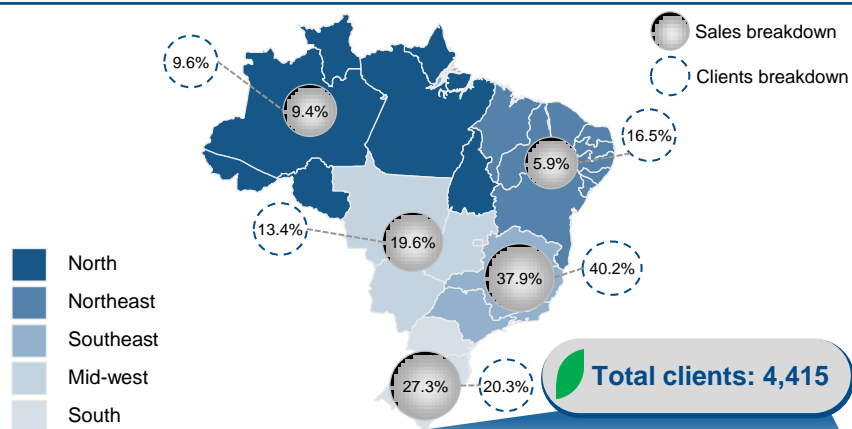 Sales breakdown
Clients breakdown
9.6%
9.4%
16.5%
5.9%
13.4%
19.6%
37.9%
40.2%
27.3%
20.3%
North
Northeast
Southeast
Mid-west
South
Total clients: 4,415